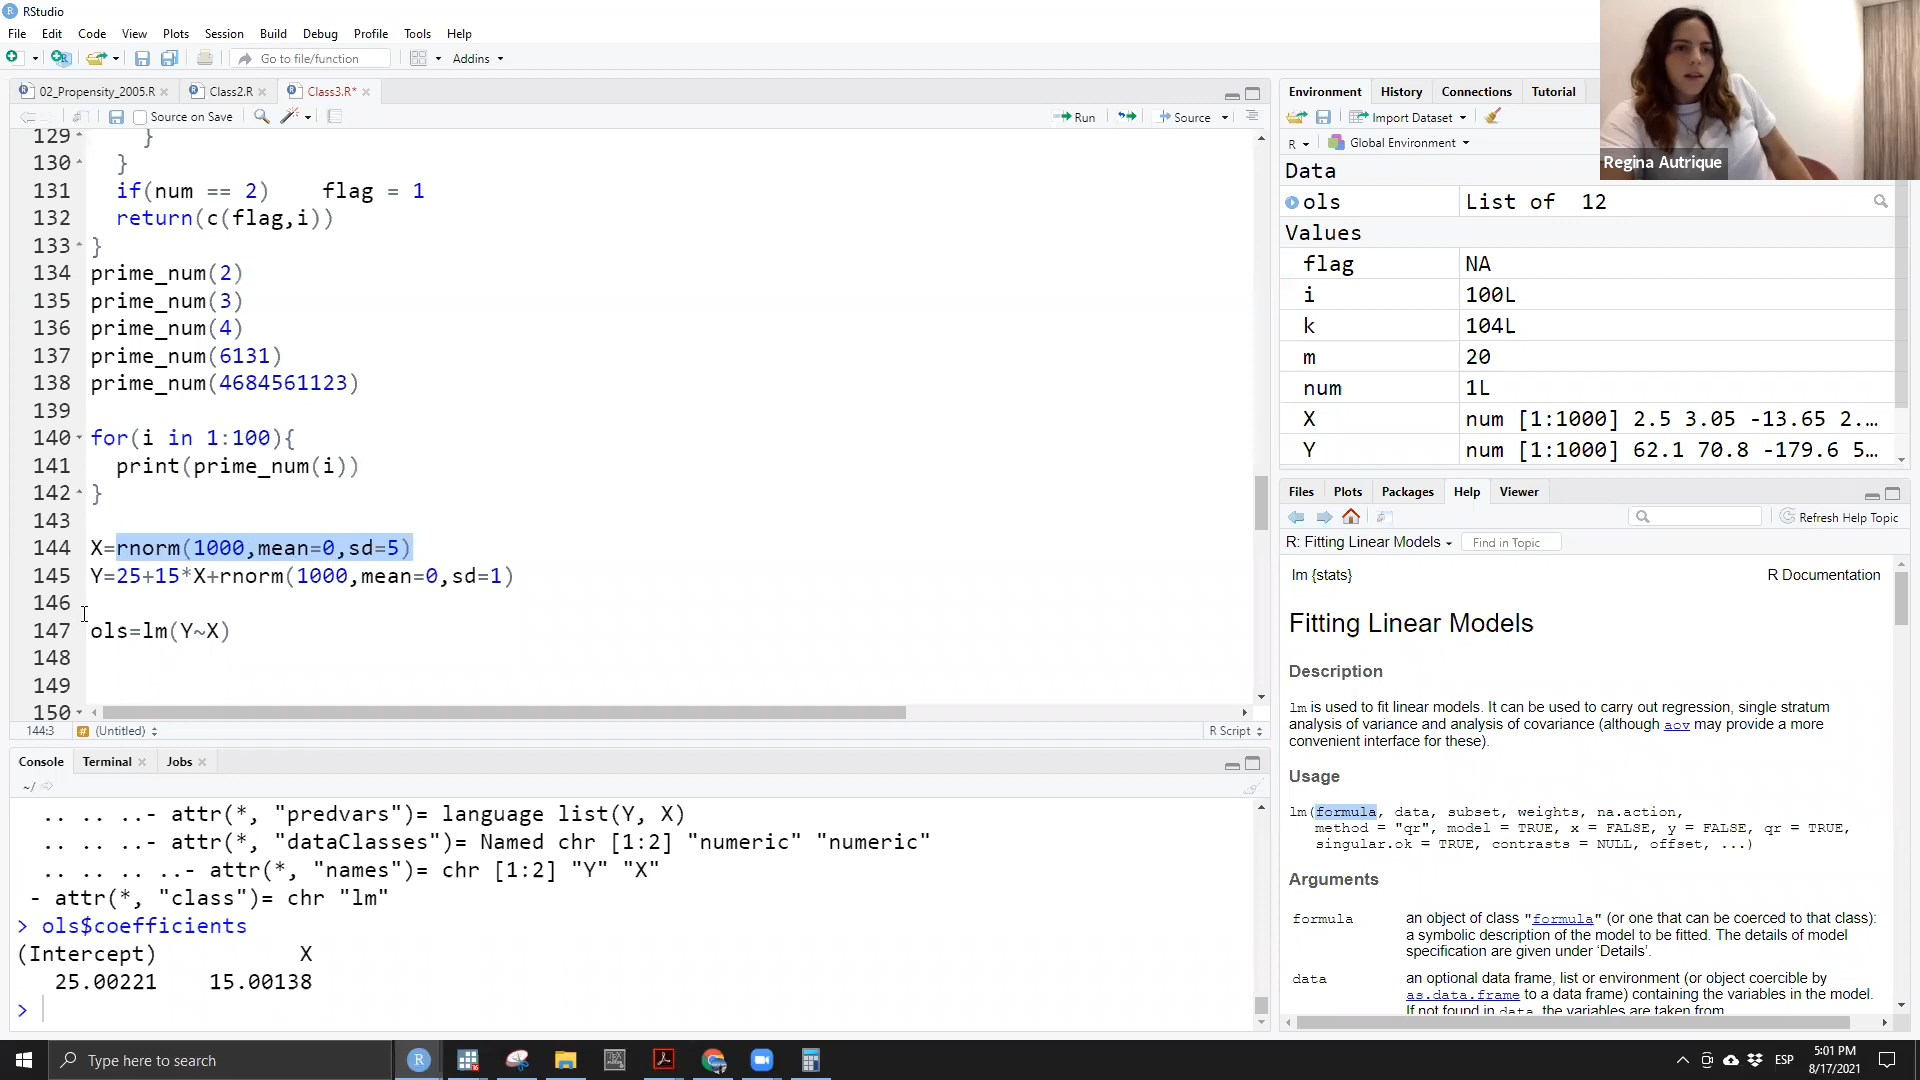 RStudio
File Edit Code View Plots Session Build Debug Profile Tools Help
Go to file/function Addins
02_Propensity_2005.R Class2.R Class3.R*
Source on Save Run Source
129 }
130 }
131 if(num == 2) flag = 1
132 return(c(flag,i))
133 }
134 prime_num(2)
135 prime_num(3)
136 prime_num(4)
137 prime_num(6131)
138 prime_num(4684561123)
139
140 for(i in 1:100){
141 print(prime_num(i))
142 }
143
144 X=rnorm(1000,mean=0,sd=5)
145 Y=25+15*X+rnorm(1000,mean=0,sd=1)
146
147 ols=lm(Y~X)
148
149
150
144:3 (Untitled) R Script
Console Terminal Jobs
~/
.. .. ..- attr(*, "predvars")= language list(Y, X)
.. .. ..- attr(*, "dataClasses")= Named chr [1:2] "numeric" "numeric"
.. .. .. ..- attr(*, "names")= chr [1:2] "Y" "X"
- attr(*, "class")= chr "lm"
> ols$coefficients
(Intercept) X
25.00221 15.00138
>
Environment History Connections Tutorial
Import Dataset
R Global Environment
Data
ols List of 12
Values
flag NA
i 100L
k 104L
m 20
num 1L
X num [1:1000] 2.5 3.05 -13.65 2.…
Y num [1:1000] 62.1 70.8 -179.6 5…
Regina Autrique
Files Plots Packages Help Viewer
Refresh Help Topic
R: Fitting Linear Models Find in Topic
lm {stats} R Documentation
Fitting Linear Models
Description
lm is used to fit linear models. It can be used to carry out regression, single stratum
analysis of variance and analysis of covariance (although aov may provide a more
convenient interface for these).
Usage
lm(formula, data, subset, weights, na.action,
method = "qr", model = TRUE, x = FALSE, y = FALSE, qr = TRUE,
singular.ok = TRUE, contrasts = NULL, offset, ...)
Arguments
formula an object of class "formula" (or one that can be coerced to that class):
a symbolic description of the model to be fitted. The details of model
specification are given under ‘Details’.
data an optional data frame, list or environment (or object coercible by
as.data.frame to a data frame) containing the variables in the model.
If not found in data, the variables are taken from
Type here to search
ESP 5:01 PM
8/17/2021